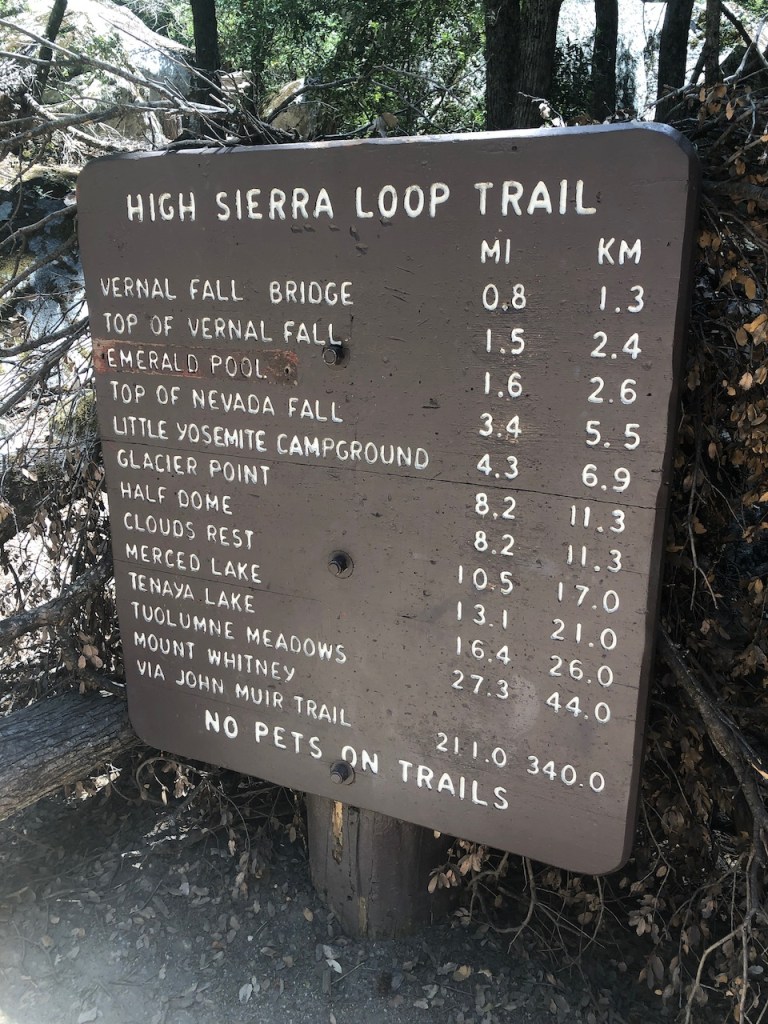 HIGH SIERRA LOOP TRAIL
MI KM
VERNAL FALL BRIDGE 0.8 1.3
TOP OF VERNAL FALL 1.5 2.4
EMERALD POOL 1.6 2.6
TOP OF NEVADA FALL 3.4 5.5
LITTLE YOSEMITE CAMPGROUND 4.3 6.9
GLACIER POINT 8.2 11.3
HALF DOME 8.2 11.3
CLOUDS REST 10.5 17.0
MERCED LAKE 13.1 21.0
TENAYA LAKE 16.4 26.0
TUOLUMNE MEADOWS 27.3 44.0
MOUNT WHITNEY
VIA JOHN MUIR TRAIL 211.0 340.0
NO PETS ON TRAILS